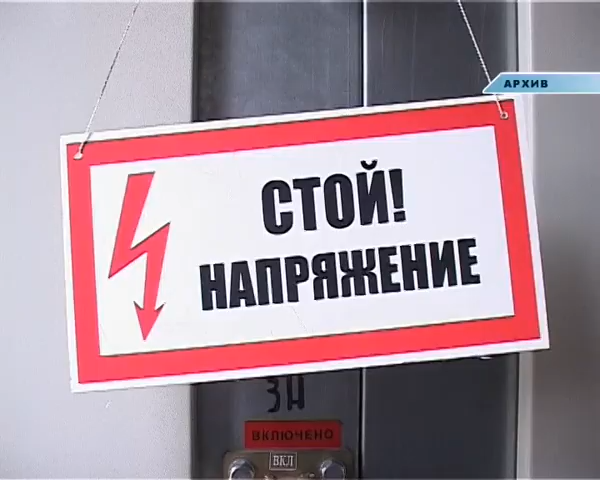 АРХИВ
СТОЙ!
НАПРЯЖЕНИЕ
ЗН
ВКЛЮЧЕНО
ВКЛ